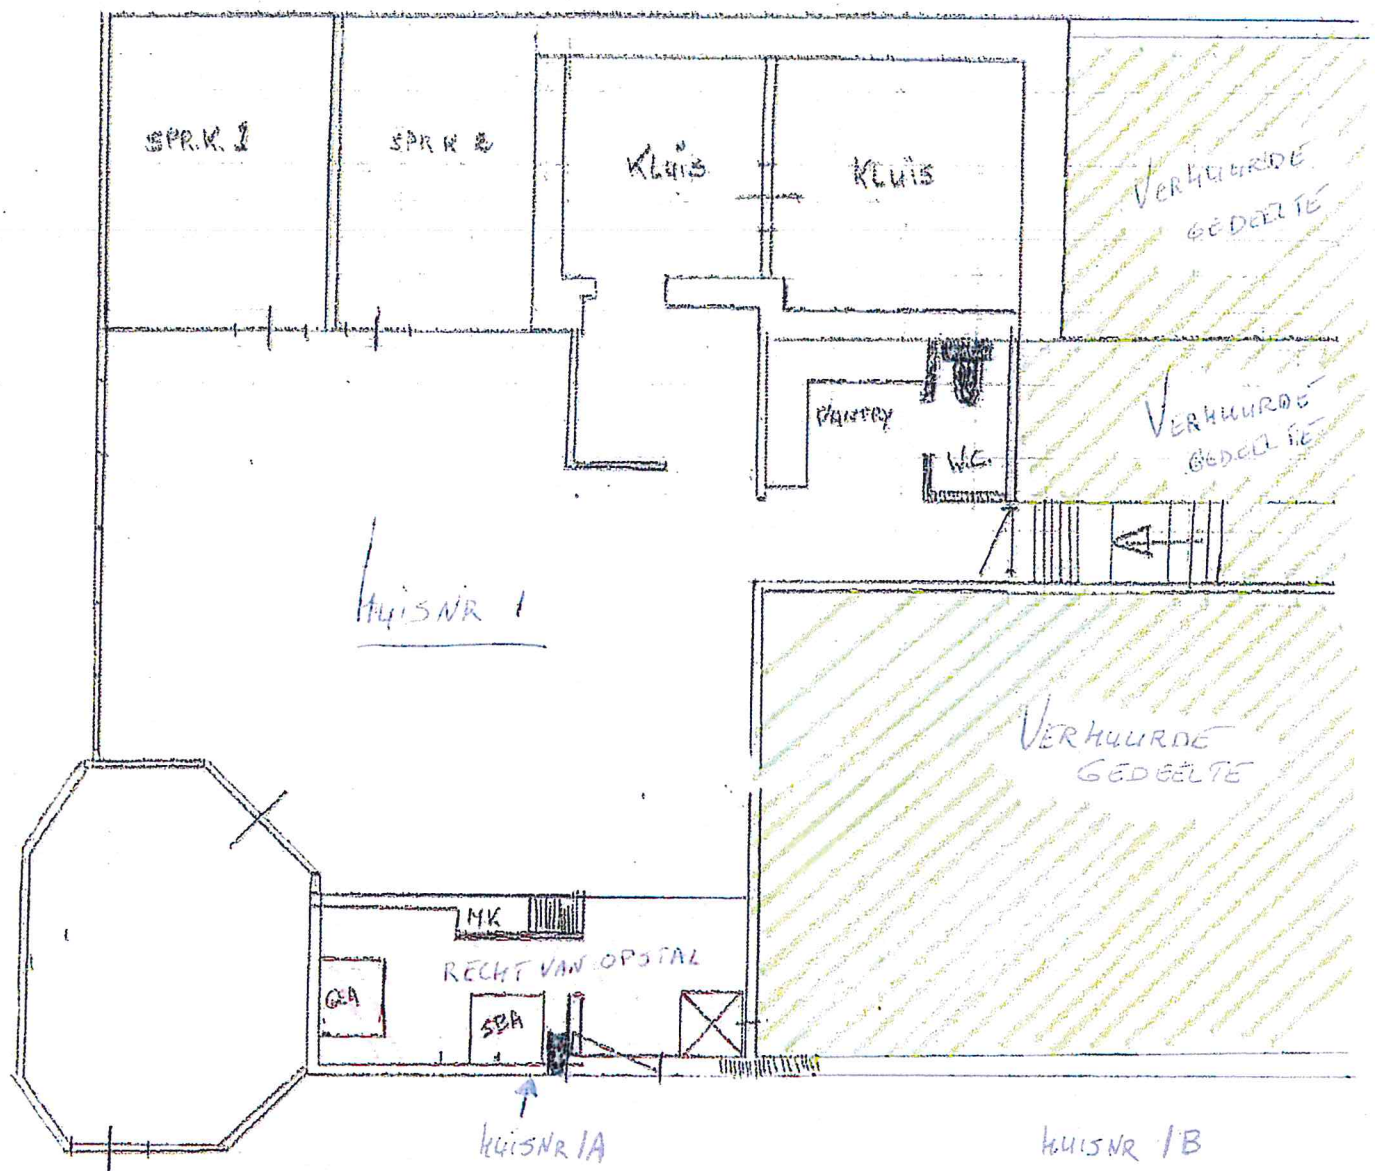 SPR.K. 1
SPR K 2
KLUIS
KLUIS
VERHUURDE
GEDEELTE
PANTRY
W.C.
VERHUURDE
GEDEELTE
HUISNR 1
VERHUURDE
GEDEELTE
MK
RECHT VAN OPSTAL
GEA
SBA
HUISNR 1A
HUISNR 1B